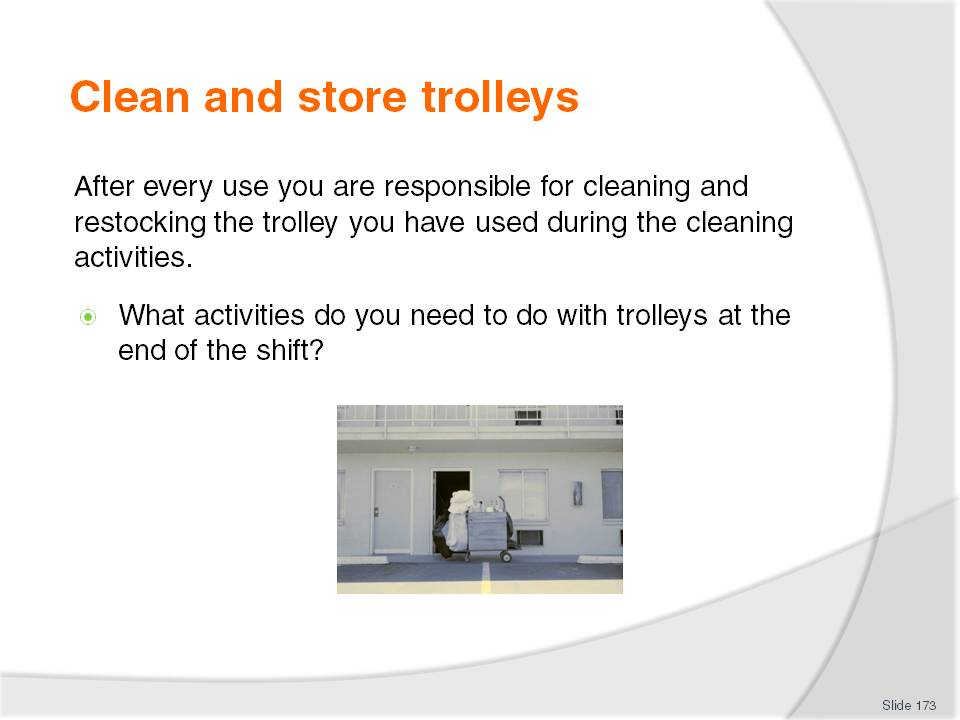 Clean and store trolleys
After every use you are responsible for cleaning and
restocking the trolley you have used during the cleaning
activities.
What activities do you need to do with trolleys at the
end of the shift?
Slide 173